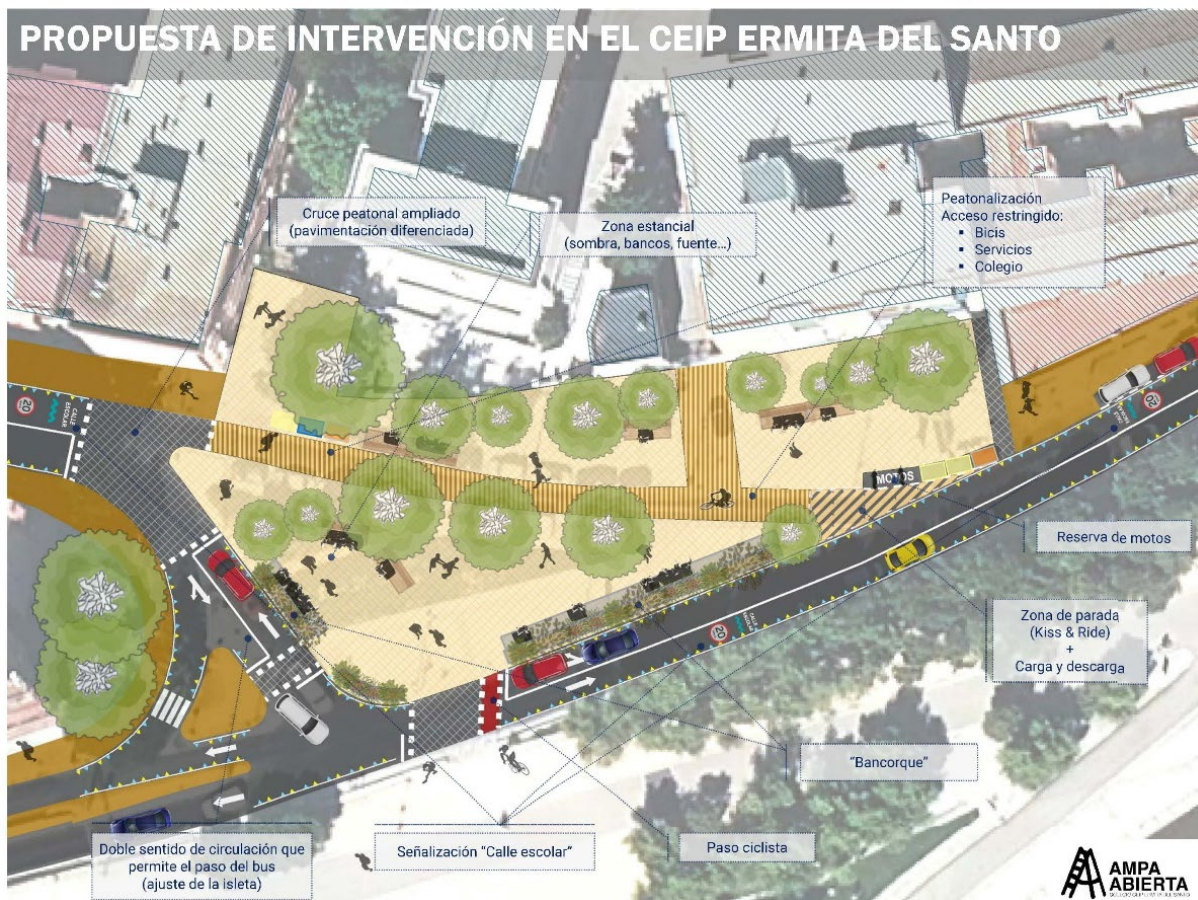 PROPUESTA DE INTERVENCIÓN EN EL CEIP ERMITA DEL SANTO
Cruce peatonal ampliado
(pavimentación diferenciada)
Zona estancial
(sombra, bancos, fuente...)
Peatonalización
Acceso restringido:
▪ Bicis
▪ Servicios
▪ Colegio
20
CALLE
ESCOLAR
20
MOTOS
Reserva de motos
20
Zona de parada
(Kiss & Ride)
+
Carga y descarga
"Bancorque"
Doble sentido de circulación que
permite el paso del bus
(ajuste de la isleta)
Señalización "Calle escolar"
Paso ciclista
AMPA
ABIERTA